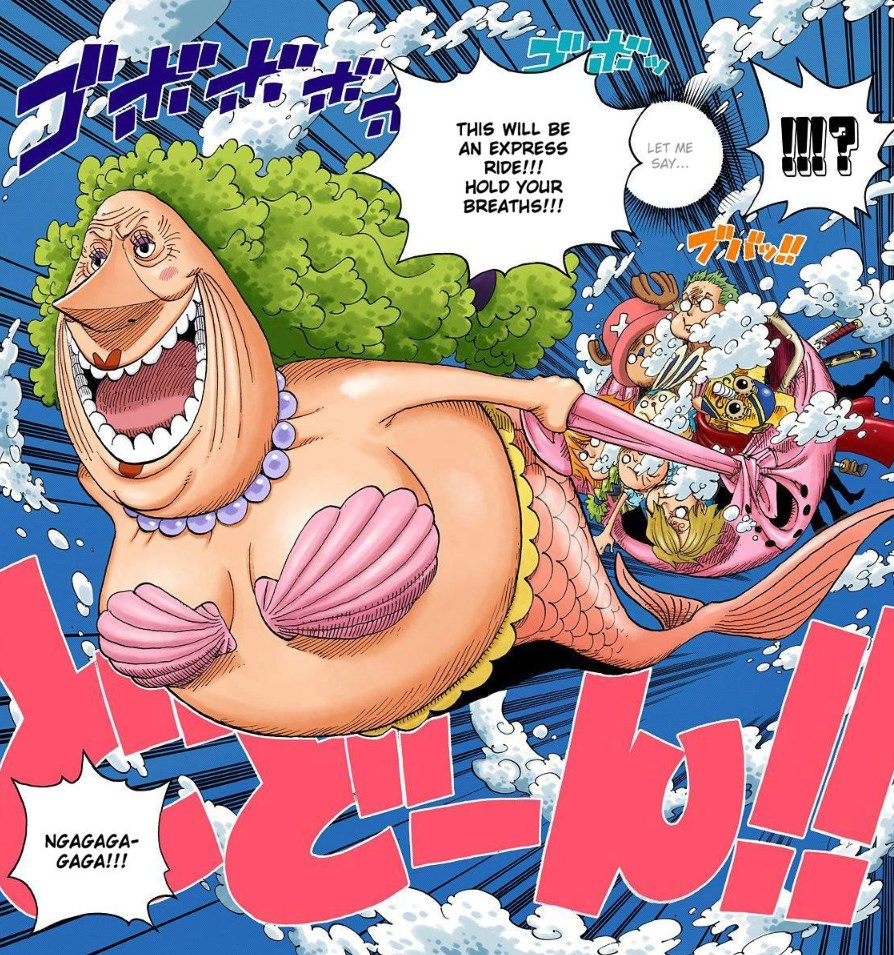 ゴボボボボ
ゴボッ
THIS WILL BE
AN EXPRESS
RIDE!!!
HOLD YOUR
BREATHS!!!
LET ME
SAY...
!!!?
ブバッ!!
どーん!!
NGAGAGA-
GAGA!!!